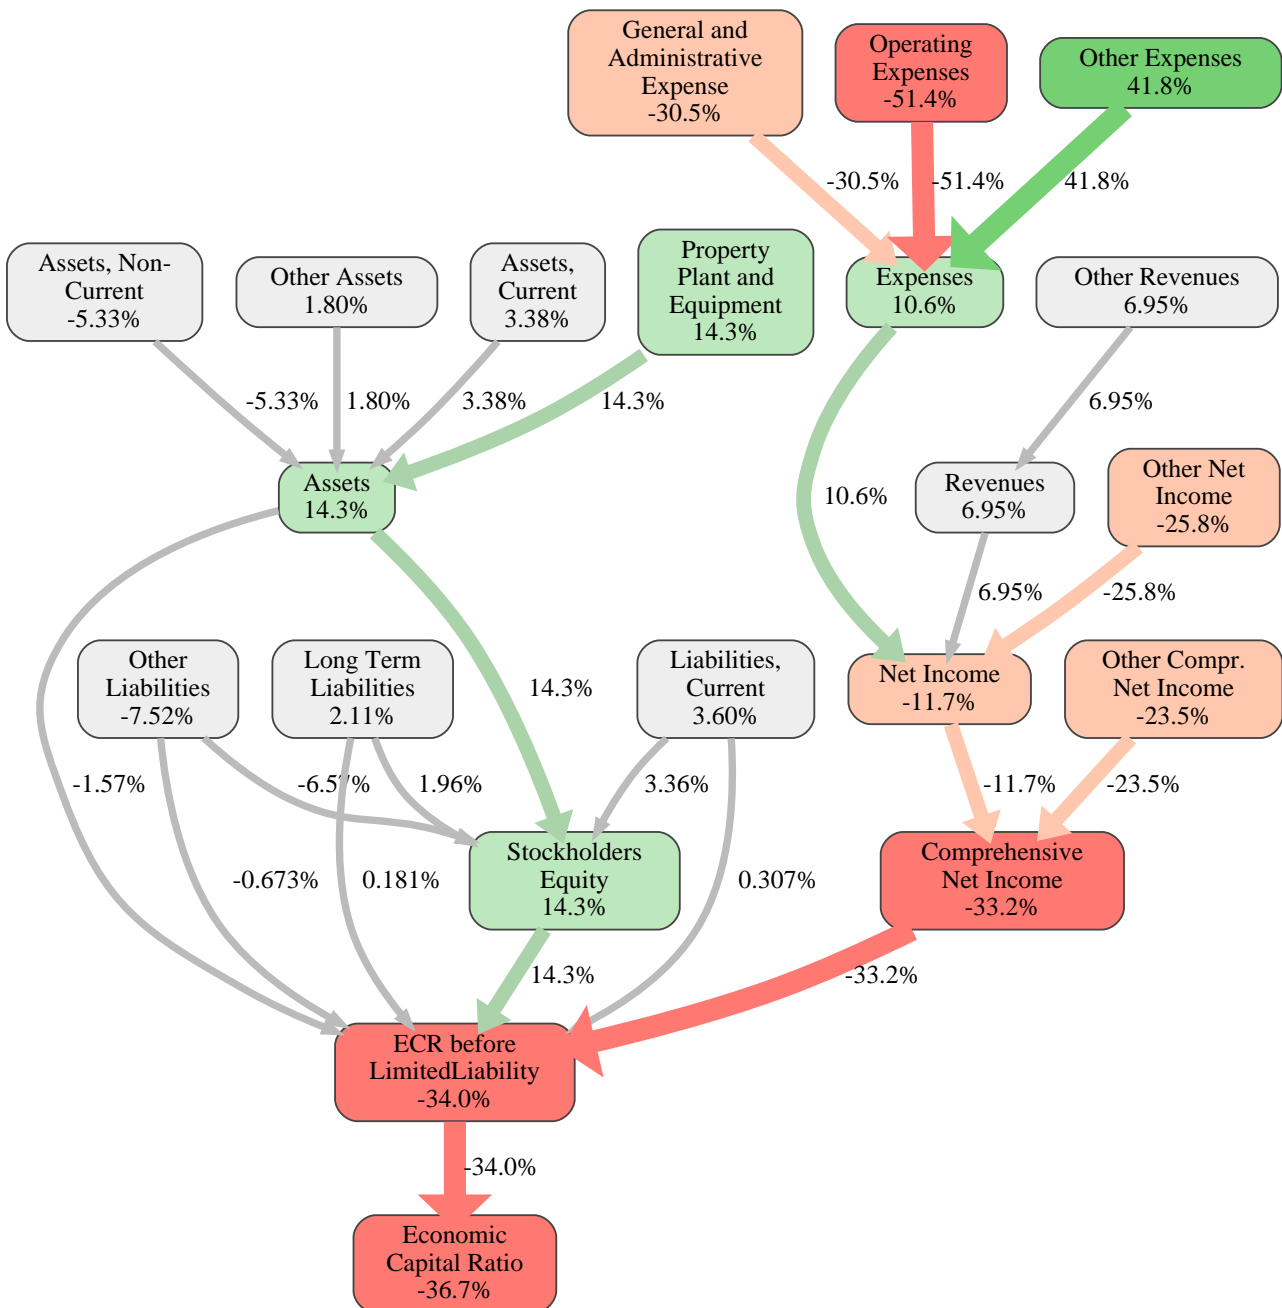 General and
Administrative
Expense
-30.5%
Operating
Expenses
-51.4%
Other Expenses
41.8%
-30.5%
-51.4%
41.8%
Assets, Non-
Current
-5.33%
Other Assets
1.80%
Assets,
Current
3.38%
Property
Plant and
Equipment
14.3%
Expenses
10.6%
Other Revenues
6.95%
-5.33%
1.80%
3.38%
14.3%
6.95%
Assets
14.3%
10.6%
Revenues
6.95%
Other Net
Income
-25.8%
6.95%
-25.8%
Other
Liabilities
-7.52%
Long Term
Liabilities
2.11%
14.3%
Liabilities,
Current
3.60%
Net Income
-11.7%
Other Compr.
Net Income
-23.5%
-1.57%
-6.57%
1.96%
3.36%
-11.7%
-23.5%
-0.673%
0.181%
Stockholders
Equity
14.3%
0.307%
Comprehensive
Net Income
-33.2%
14.3%
-33.2%
ECR before
LimitedLiability
-34.0%
-34.0%
Economic
Capital Ratio
-36.7%